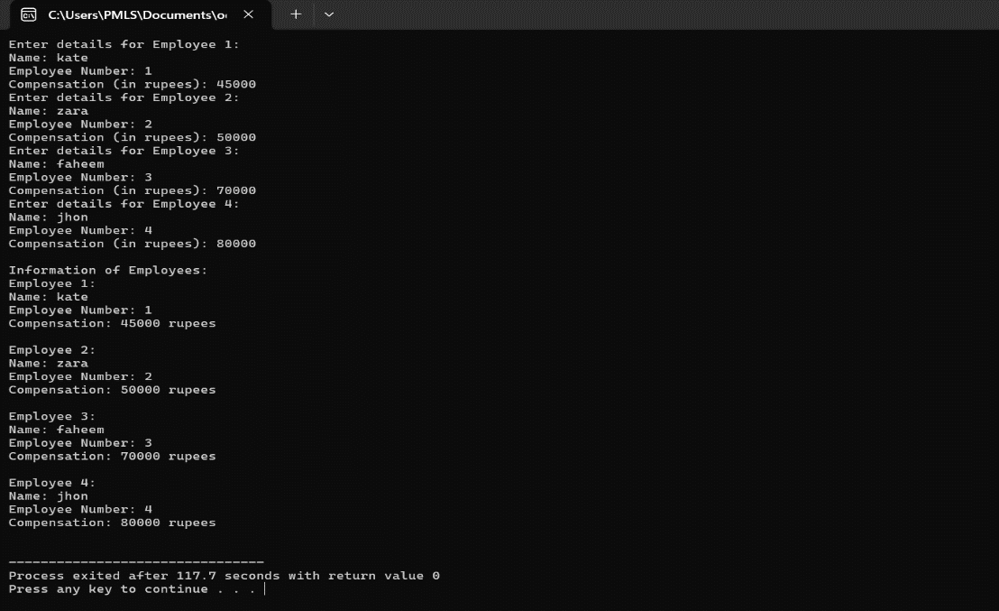 C:\Users\PMLS\Documents\o
Enter details for Employee 1:
Name: kate
Employee Number: 1
Compensation (in rupees): 45000
Enter details for Employee 2:
Name: zara
Employee Number: 2
Compensation (in rupees): 50000
Enter details for Employee 3:
Name: faheem
Employee Number: 3
Compensation (in rupees): 70000
Enter details for Employee 4:
Name: jhon
Employee Number: 4
Compensation (in rupees): 80000
Information of Employees:
Employee 1:
Name: kate
Employee Number: 1
Compensation: 45000 rupees
Employee 2:
Name: zara
Employee Number: 2
Compensation: 50000 rupees
Employee 3:
Name: faheem
Employee Number: 3
Compensation: 70000 rupees
Employee 4:
Name: jhon
Employee Number: 4
Compensation: 80000 rupees
--------------------------------
Process exited after 117.7 seconds with return value 0
Press any key to continue . . .